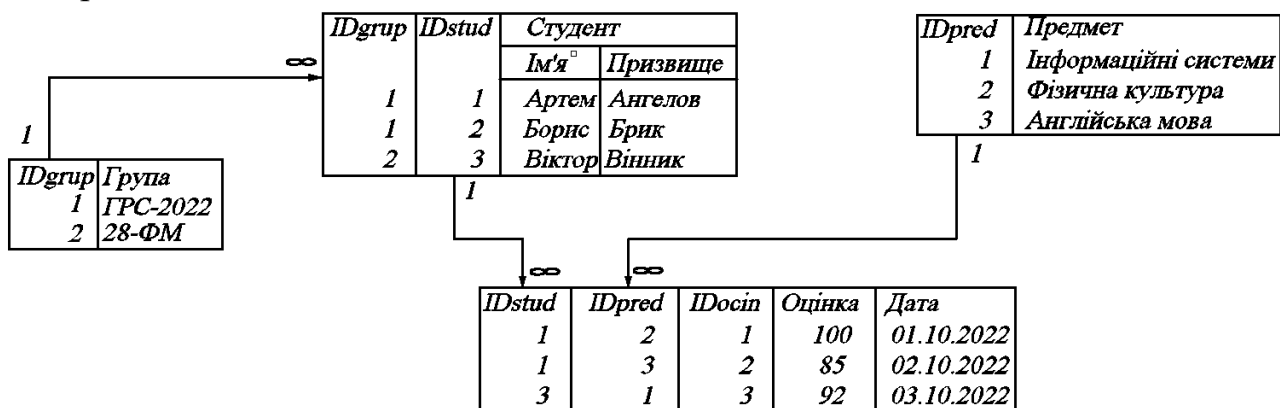 IDgrup IDstud Студент
Ім'я Призвище
1 1 Артем Ангелов
1 2 Борис Брик
2 3 Віктор Вінник
IDpred Предмет
1 Інформаційні системи
2 Фізична культура
3 Англійська мова
∞
1
1
1
IDgrup Група
1 ГРС-2022
2 28-ФМ
∞ ∞
IDstud IDpred IDocin Оцінка Дата
1 2 1 100 01.10.2022
1 3 2 85 02.10.2022
3 1 3 92 03.10.2022